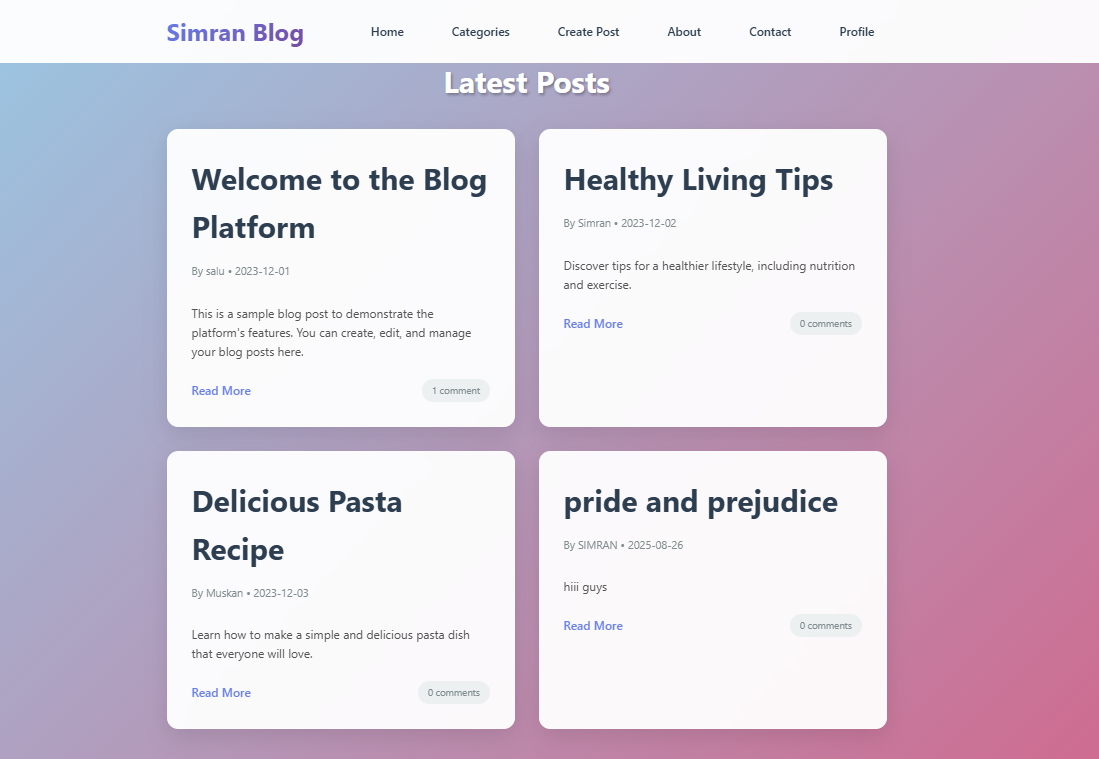 Simran Blog
Home Categories Create Post About Contact Profile
Latest Posts
Welcome to the Blog
Platform
By salu • 2023-12-01
This is a sample blog post to demonstrate the
platform's features. You can create, edit, and manage
your blog posts here.
Read More 1 comment
Healthy Living Tips
By Simran • 2023-12-02
Discover tips for a healthier lifestyle, including nutrition
and exercise.
Read More 0 comments
Delicious Pasta
Recipe
By Muskan • 2023-12-03
Learn how to make a simple and delicious pasta dish
that everyone will love.
Read More 0 comments
pride and prejudice
By SIMRAN • 2025-08-26
hiii guys
Read More 0 comments